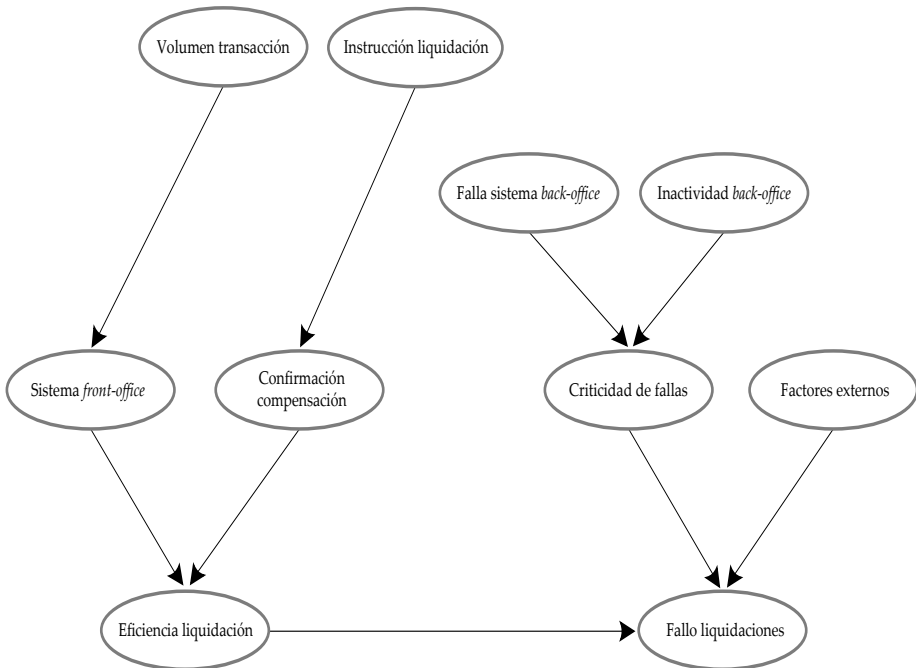 Volumen transacción
Instrucción liquidación
Falla sistema back-office
Inactividad back-office
Sistema front-office
Confirmación
compensación
Criticidad de fallas
Factores externos
Eficiencia liquidación
Fallo liquidaciones